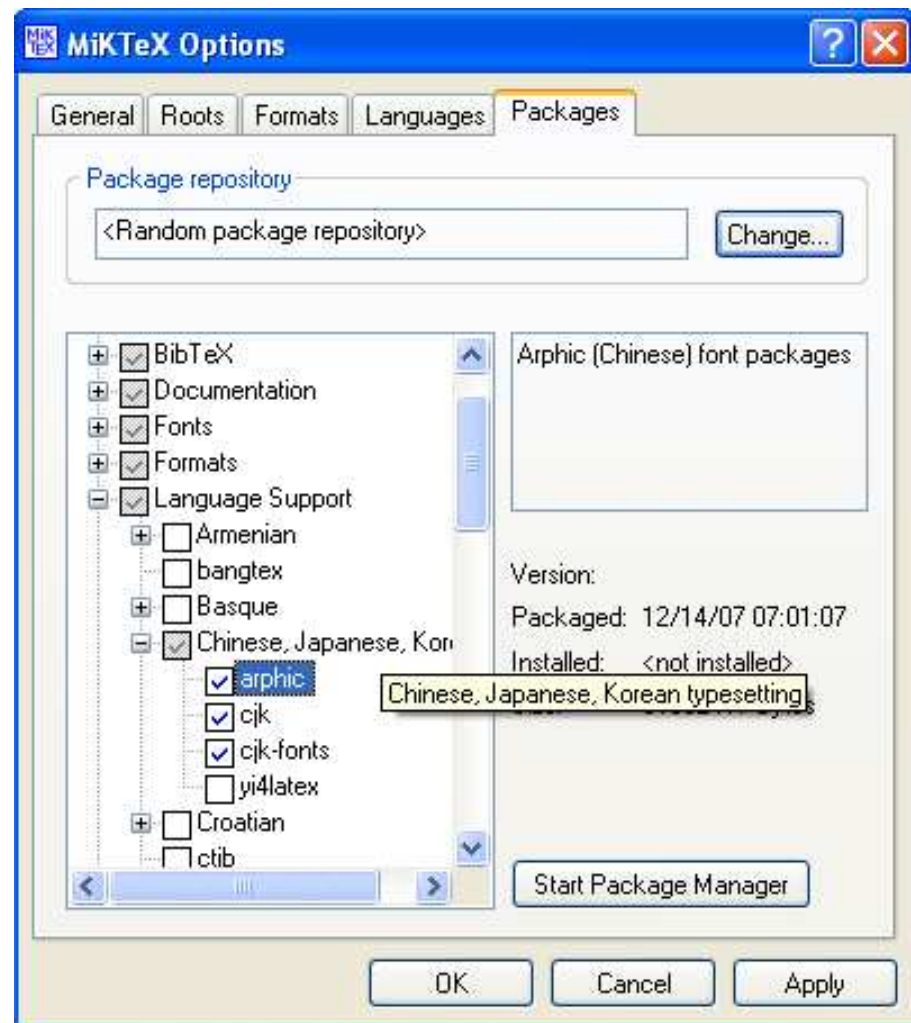 MiKTeX Options
General Roots Formats Languages Packages
Package repository
<Random package repository>
Change...
BibTeX
Documentation
Fonts
Formats
Language Support
Armenian
bangtex
Basque
Chinese, Japanese, Kor
arphic
cjk
cjk-fonts
yi4latex
Croatian
ctib
Arphic (Chinese) font packages
Version:
Packaged: 12/14/07 07:01:07
Installed: <not installed>
Chinese, Japanese, Korean typesetting
Start Package Manager
OK Cancel Apply